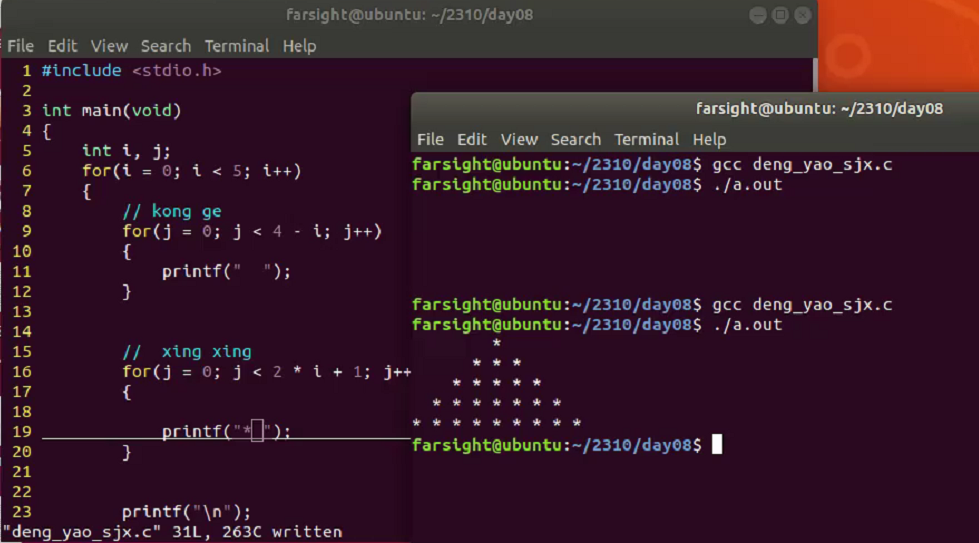 farsight@ubuntu: ~/2310/day08
File Edit View Search Terminal Help
1 #include <stdio.h>
2
3 int main(void)
4 {
5     int i, j;
6     for(i = 0; i < 5; i++)
7     {
8         // kong ge
9         for(j = 0; j < 4 - i; j++)
10         {
11             printf("  ");
12         }
13
14
15         //  xing xing
16         for(j = 0; j < 2 * i + 1; j++
17         {
18
19             printf("* ");
20         }
21
22
23         printf("\n");
"deng_yao_sjx.c" 31L, 263C written
farsight@ubuntu: ~/2310/day08
File Edit View Search Terminal Help
farsight@ubuntu:~/2310/day08$ gcc deng_yao_sjx.c
farsight@ubuntu:~/2310/day08$ ./a.out
farsight@ubuntu:~/2310/day08$ gcc deng_yao_sjx.c
farsight@ubuntu:~/2310/day08$ ./a.out
        *
      * * *
    * * * * *
  * * * * * * *
* * * * * * * * *
farsight@ubuntu:~/2310/day08$